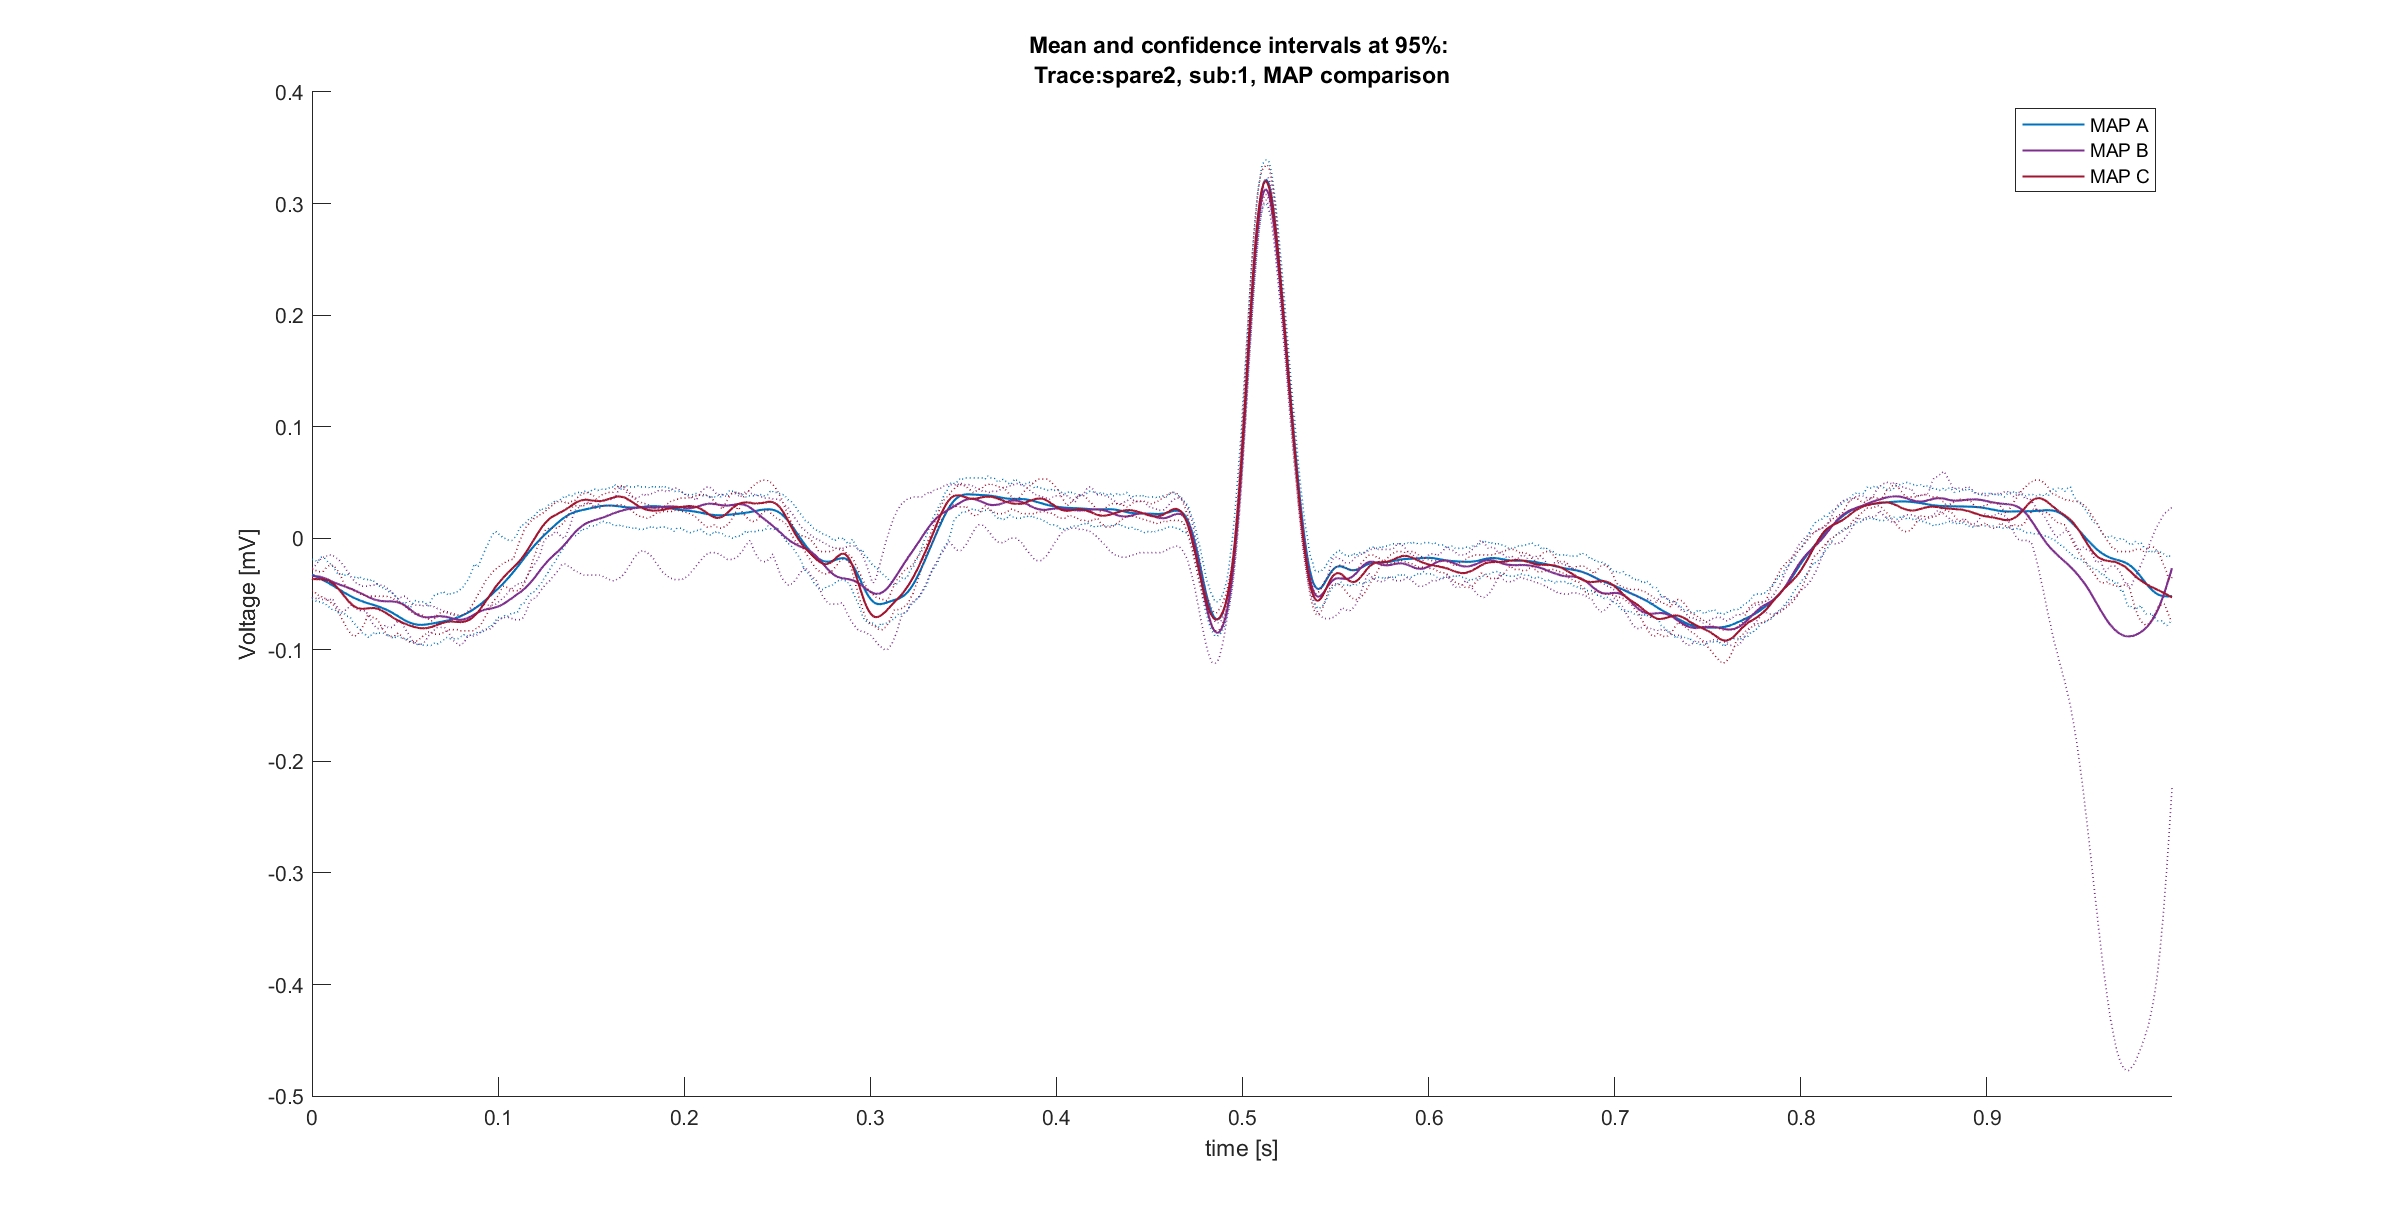 Mean and confidence intervals at 95%:
Trace:spare2, sub:1, MAP comparison
MAP A
MAP B
MAP C
Voltage [mV]
0.4
0.3
0.2
0.1
0
-0.1
-0.2
-0.3
-0.4
-0.5
0 0.1 0.2 0.3 0.4 0.5 0.6 0.7 0.8 0.9
time [s]